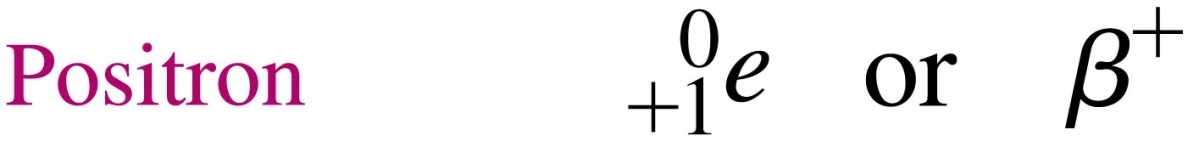 Positron ⁰₊₁e or β⁺